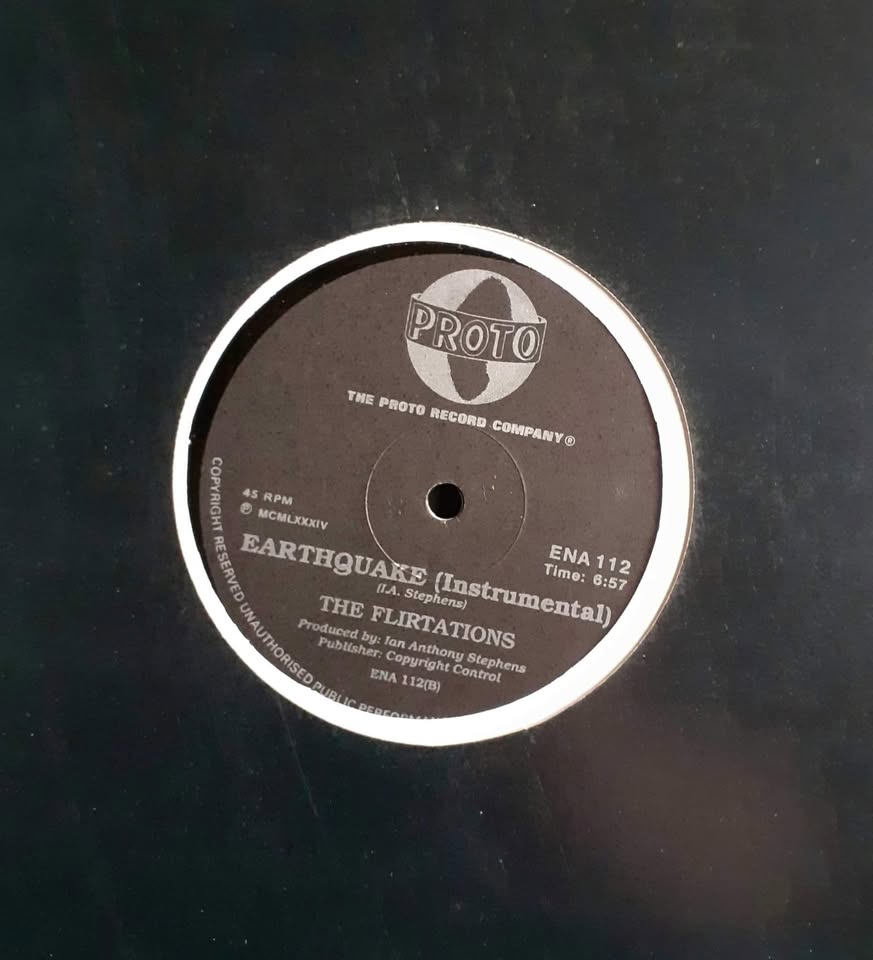 PROTO
THE PROTO RECORD COMPANY®
45 RPM
℗ MCMLXXXIV
ENA 112
Time: 6:57
EARTHQUAKE (Instrumental)
(I.A. Stephens)
THE FLIRTATIONS
Produced by: Ian Anthony Stephens
Publisher: Copyright Control
ENA 112(B)
COPYRIGHT RESERVED UNAUTHORISED PUBLIC